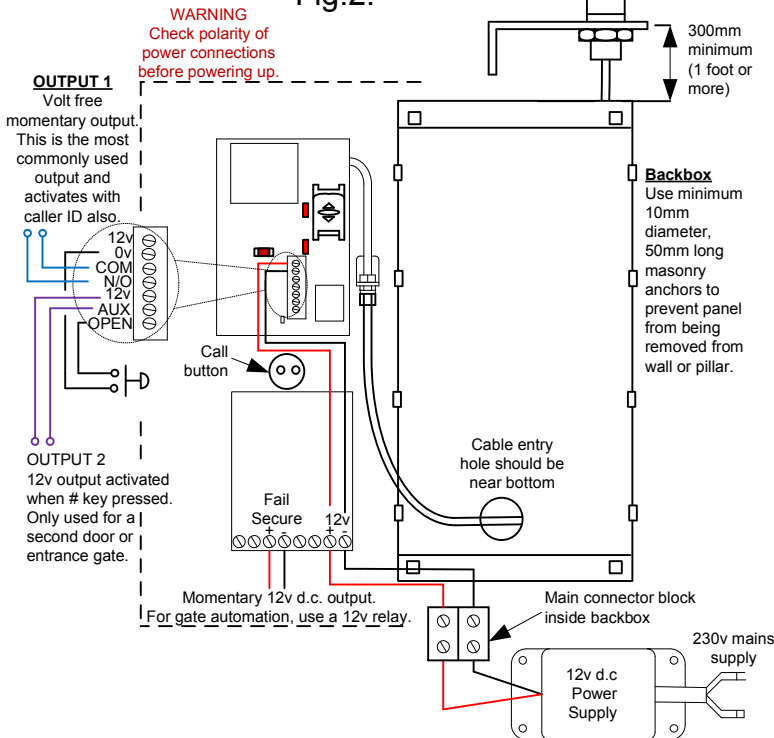 Fig.2.
WARNING
Check polarity of
power connections
before powering up.
300mm
minimum
(1 foot or
more)
OUTPUT 1
Volt free
momentary output.
This is the most
commonly used
output and
activates with
caller ID also.
12v
0v
COM
N/O
12v
AUX
OPEN
Backbox
Use minimum
10mm
diameter,
50mm long
masonry
anchors to
prevent panel
from being
removed from
wall or pillar.
Call
button
OUTPUT 2
12v output activated
when # key pressed.
Only used for a
second door or
entrance gate.
Cable entry
hole should be
near bottom
Fail
Secure
12v
+ - + -
Momentary 12v d.c. output.
For gate automation, use a 12v relay.
Main connector block
inside backbox
230v mains
supply
12v d.c
Power
Supply